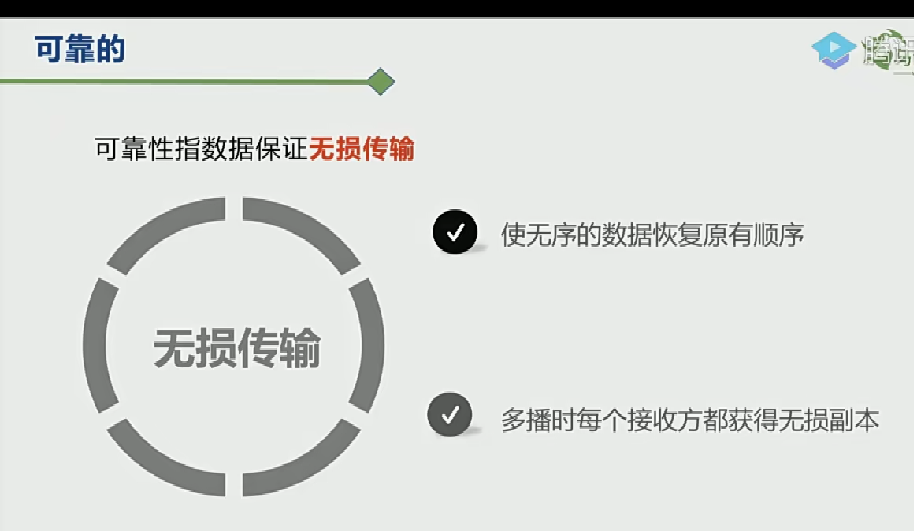 可靠的
可靠性指数据保证无损传输
使无序的数据恢复原有顺序
无损传输
多播时每个接收方都获得无损副本